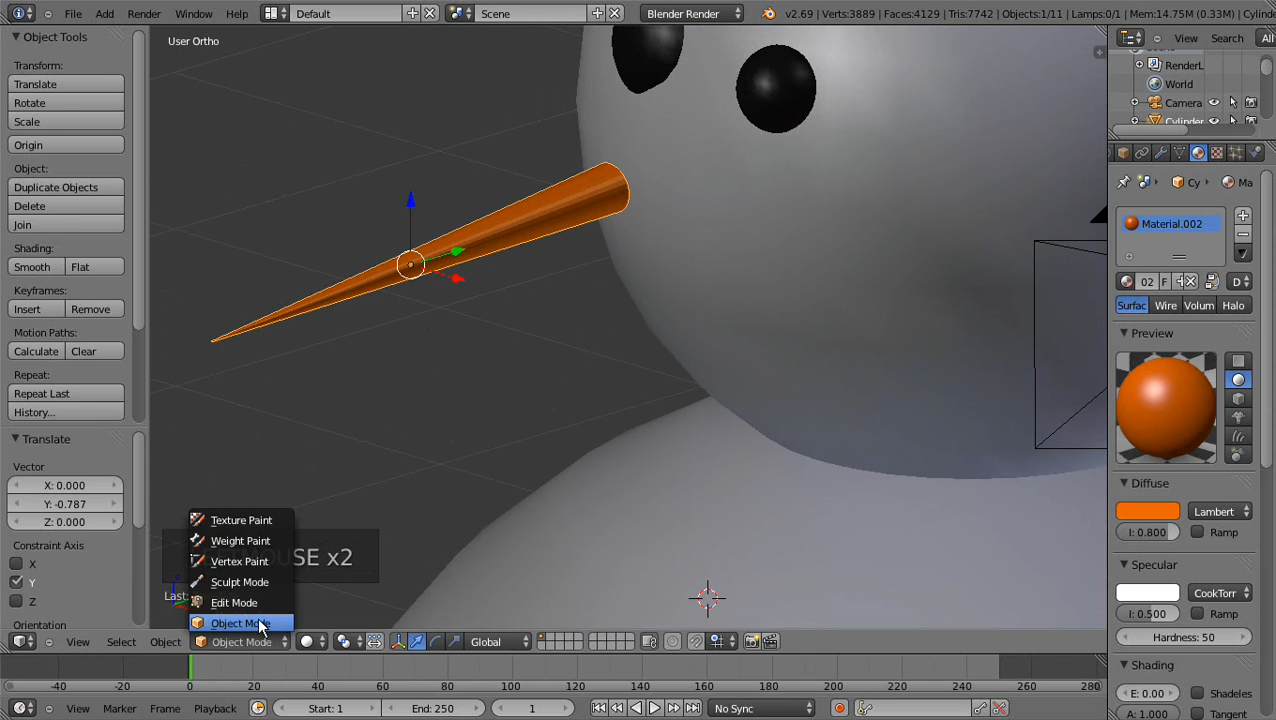 File Add Render Window Help Default Scene Blender Render v2.69 | Verts:3889 | Faces:4129 | Tris:7742 | Objects:1/11 | Lamps:0/1 | Mem:14.75M (0.33M) | Cylinde
Object Tools
Transform:
Translate
Rotate
Scale
Origin
Object:
Duplicate Objects
Delete
Join
Shading:
Smooth Flat
Keyframes:
Insert Remove
Motion Paths:
Calculate Clear
Repeat:
Repeat Last
History...
Translate
Vector
X: 0.000
Y: -0.787
Z: 0.000
Constraint Axis
X
Y
Z
Orientation
User Ortho
MOUSE x2
Last:
Texture Paint
Weight Paint
Vertex Paint
Sculpt Mode
Edit Mode
Object Mode
View Select Object Object Mode Global
-40 -20 0 20 40 60 80 100 120 140 160 180 200 220 240 260 280
View Marker Frame Playback Start: 1 End: 250 1 No Sync
View Search All
RenderL
World
Camera
Cylinder
Cy Ma
Material.002
02 F D
Surfac Wire Volum Halo
Preview
Diffuse
Lambert
I: 0.800 Ramp
Specular
CookTorr
I: 0.500 Ramp
Hardness: 50
Shading
E: 0.00 Shadeles
A: 1.000